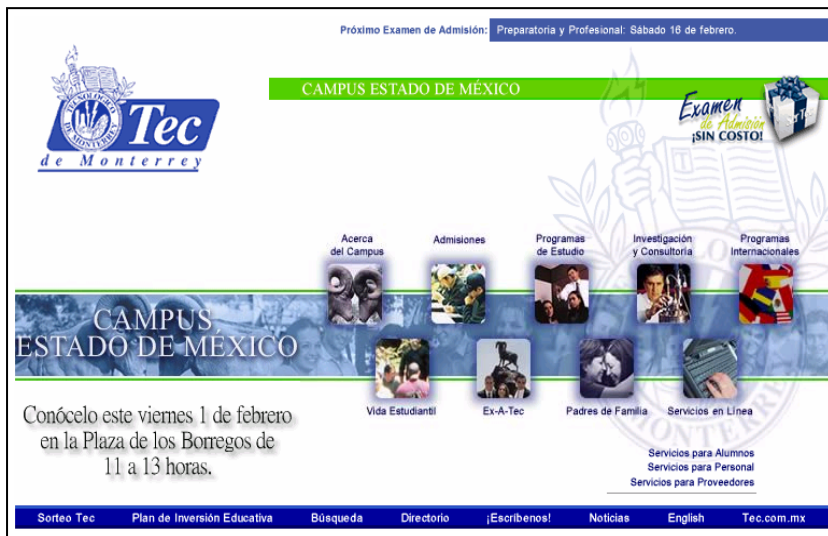 Próximo Examen de Admisión: Preparatoria y Profesional: Sábado 16 de febrero.
CAMPUS ESTADO DE MÉXICO
Examen
de Admisión
¡SIN COSTO!
SorTec
TECNOLOGICO
DE MONTERREY
Tec
de Monterrey
Acerca
del Campus
Admisiones
Programas
de Estudio
Investigación
y Consultoría
Programas
Internacionales
CAMPUS
ESTADO DE MÉXICO
Vida Estudiantil
Ex-A-Tec
Padres de Familia
Servicios en Línea
Conócelo este viernes 1 de febrero
en la Plaza de los Borregos de
11 a 13 horas.
Servicios para Alumnos
Servicios para Personal
Servicios para Proveedores
Sorteo Tec Plan de Inversión Educativa Búsqueda Directorio ¡Escríbenos! Noticias English Tec.com.mx